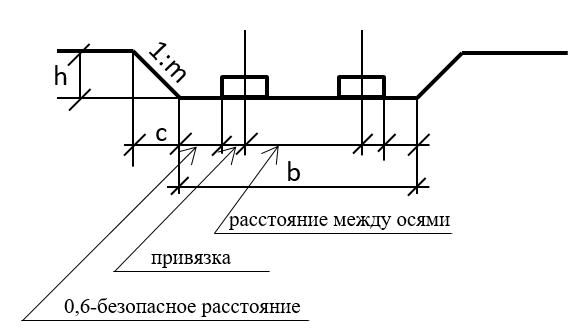 1:m
h
c
b
расстояние между осями
привязка
0,6-безопасное расстояние